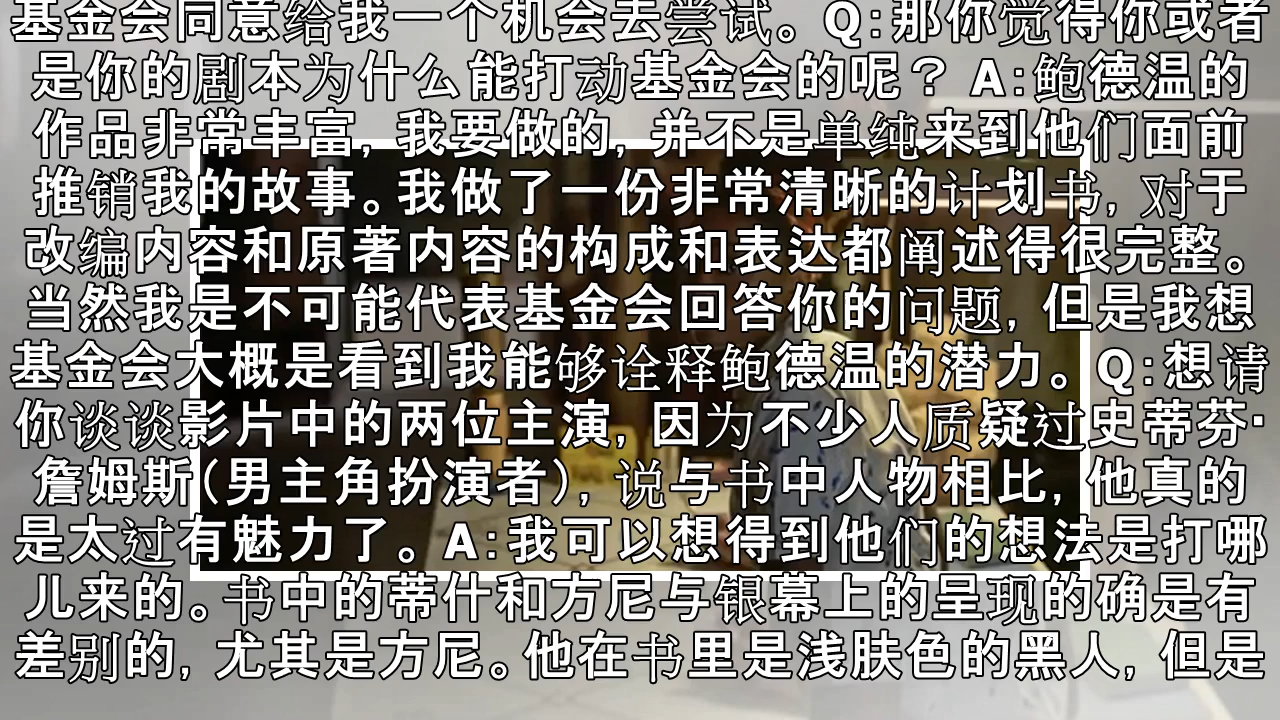 基金会同意给我一个机会去尝试。Q:那你觉得你或者
是你的剧本为什么能打动基金会的呢？ A:鲍德温的
作品非常丰富, 我要做的, 并不是单纯来到他们面前
推销我的故事。我做了一份非常清晰的计划书, 对于
改编内容和原著内容的构成和表达都阐述得很完整。
当然我是不可能代表基金会回答你的问题, 但是我想
基金会大概是看到我能够诠释鲍德温的潜力。Q:想请
你谈谈影片中的两位主演, 因为不少人质疑过史蒂芬·
詹姆斯(男主角扮演者), 说与书中人物相比, 他真的
是太过有魅力了。A:我可以想得到他们的想法是打哪
儿来的。书中的蒂什和方尼与银幕上的呈现的确是有
差别的, 尤其是方尼。他在书里是浅肤色的黑人, 但是